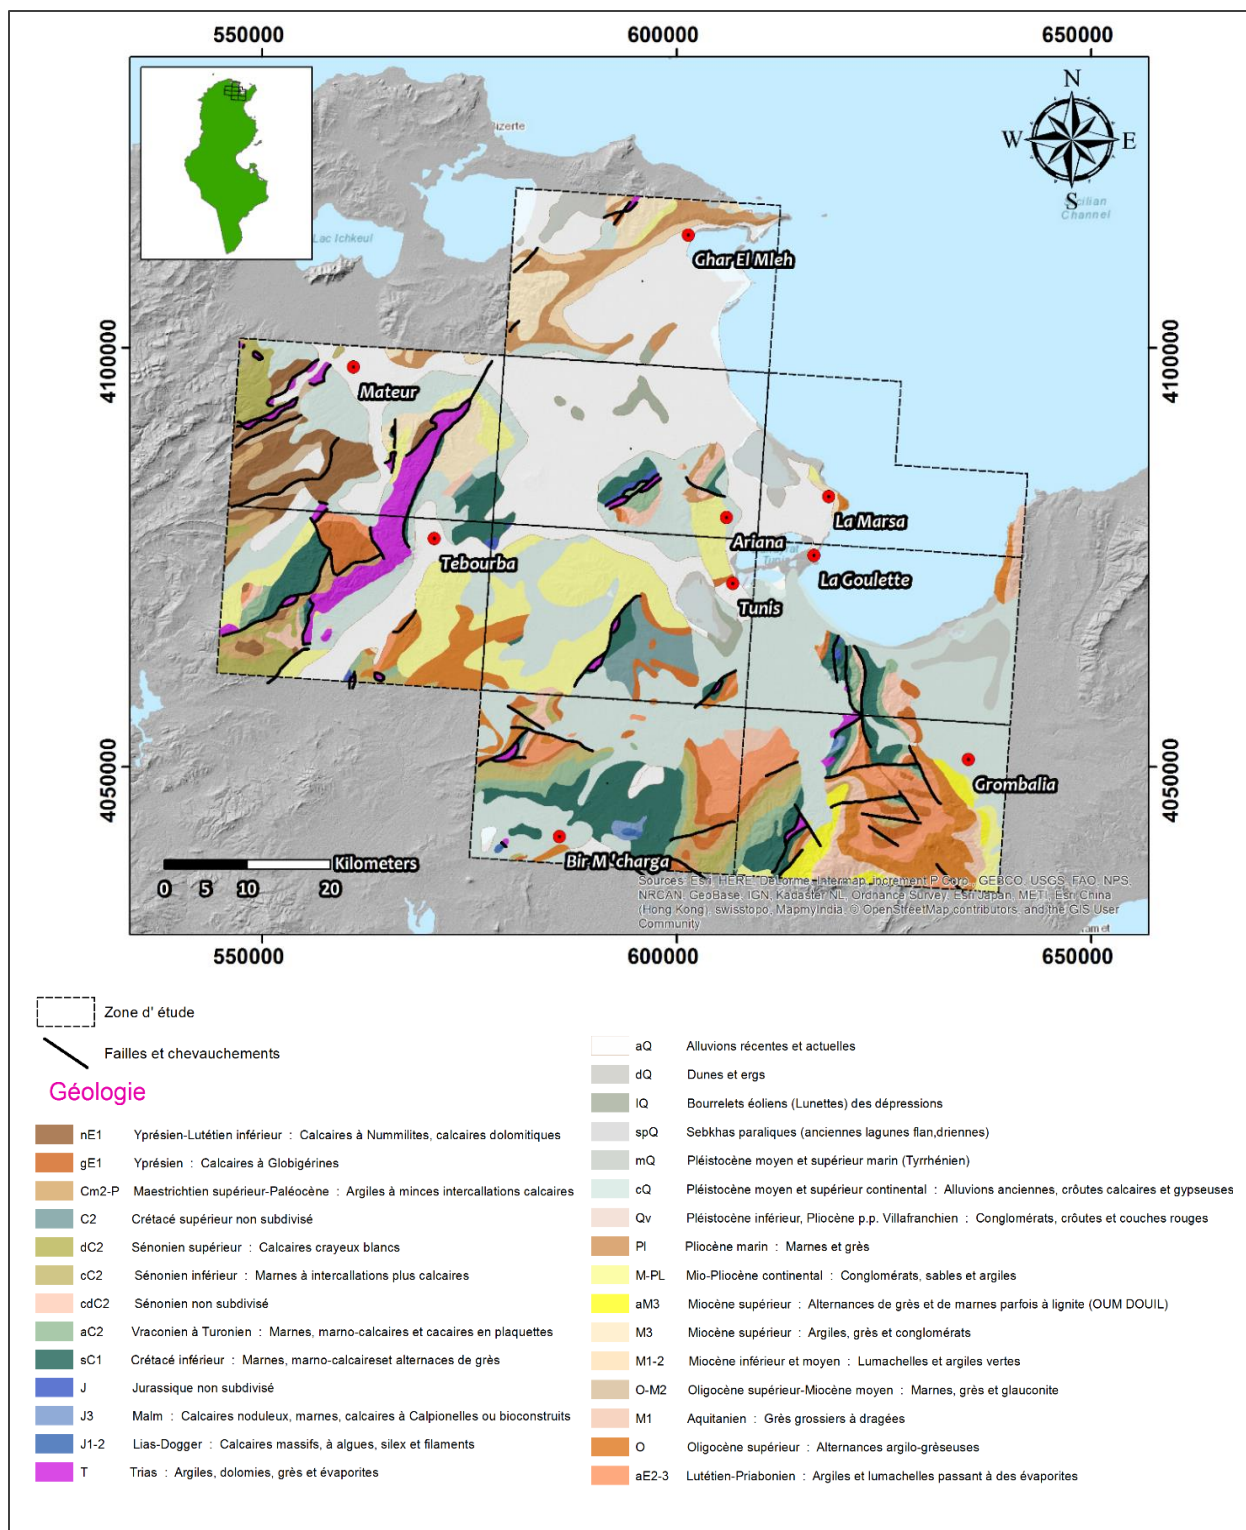 550000
600000
650000
N
W
E
S
izerte
cilian
Channel
Lac Ichkeul
Ghar El Mleh
4100000
4100000
Mateur
La Marsa
Ariana
Tebourba
La Goulette
Tunis
4050000
4050000
Grombalia
Bir M'charga
Kilometers
0 5 10 20
Sources: Esri, HERE, DeLorme, Intermap, increment P Corp., GEBCO, USGS, FAO, NPS,
NRCAN, GeoBase, IGN, Kadaster NL, Ordnance Survey, Esri Japan, METI, Esri China
(Hong Kong), swisstopo, MapmyIndia, © OpenStreetMap contributors, and the GIS User
Community
550000
600000
650000
Zone d' étude
Failles et chevauchements
Géologie
nE1 Yprésien-Lutétien inférieur : Calcaires à Nummilites, calcaires dolomitiques
gE1 Yprésien : Calcaires à Globigérines
Cm2-P Maestrichtien supérieur-Paléocène : Argiles à minces intercallations calcaires
C2 Crétacé supérieur non subdivisé
dC2 Sénonien supérieur : Calcaires crayeux blancs
cC2 Sénonien inférieur : Marnes à intercallations plus calcaires
cdC2 Sénonien non subdivisé
aC2 Vraconien à Turonien : Marnes, marno-calcaires et cacaires en plaquettes
sC1 Crétacé inférieur : Marnes, marno-calcaireset alternaces de grès
J Jurassique non subdivisé
J3 Malm : Calcaires noduleux, marnes, calcaires à Calpionelles ou bioconstruits
J1-2 Lias-Dogger : Calcaires massifs, à algues, silex et filaments
T Trias : Argiles, dolomies, grès et évaporites
aQ Alluvions récentes et actuelles
dQ Dunes et ergs
lQ Bourrelets éoliens (Lunettes) des dépressions
spQ Sebkhas paraliques (anciennes lagunes flan,driennes)
mQ Pléistocène moyen et supérieur marin (Tyrrhénien)
cQ Pléistocène moyen et supérieur continental : Alluvions anciennes, crôutes calcaires et gypseuses
Qv Pléistocène inférieur, Pliocène p.p. Villafranchien : Conglomérats, crôutes et couches rouges
Pl Pliocène marin : Marnes et grès
M-PL Mio-Pliocène continental : Conglomérats, sables et argiles
aM3 Miocène supérieur : Alternances de grès et de marnes parfois à lignite (OUM DOUIL)
M3 Miocène supérieur : Argiles, grès et conglomérats
M1-2 Miocène inférieur et moyen : Lumachelles et argiles vertes
O-M2 Oligocène supérieur-Miocène moyen : Marnes, grès et glauconite
M1 Aquitanien : Grès grossiers à dragées
O Oligocène supérieur : Alternances argilo-grèseuses
aE2-3 Lutétien-Priabonien : Argiles et lumachelles passant à des évaporites